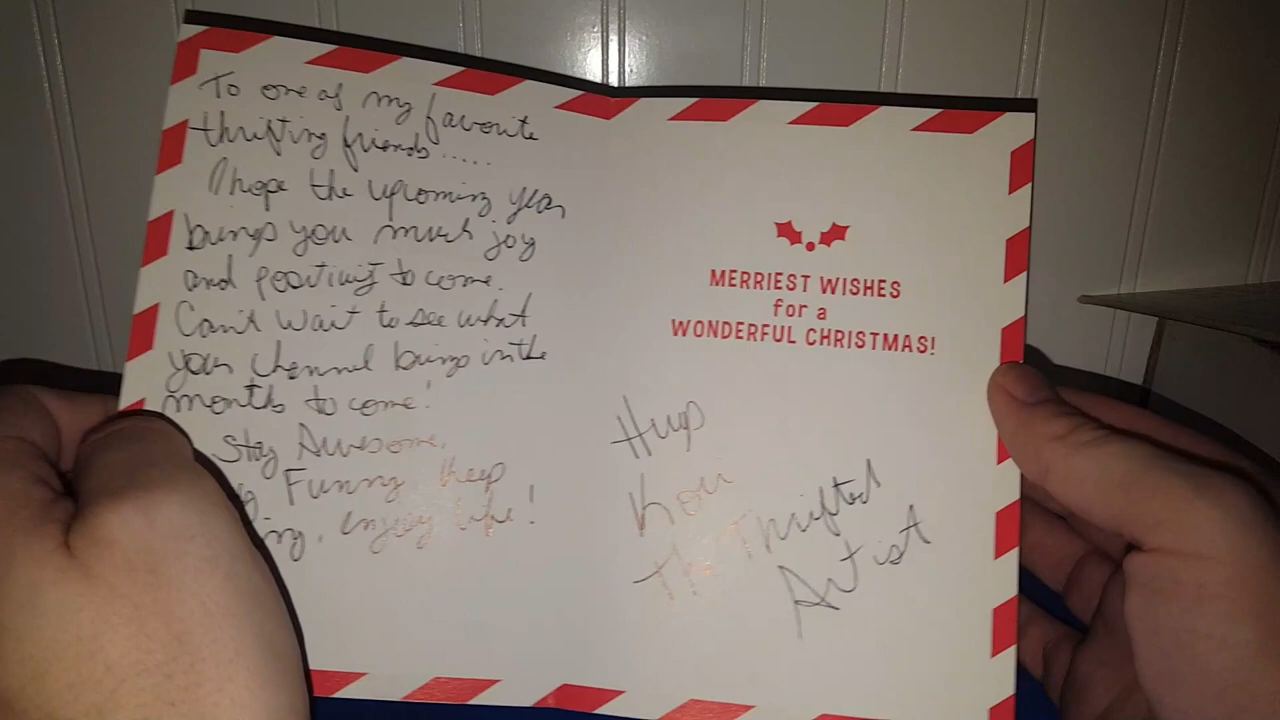 To one of my favorite
thrifting friends.....
I hope the upcoming year
brings you much joy
and positivity to come.
Can't wait to see what
your channel brings in the
months to come!
Stay Awesome,
Funny, Keep
enjoy life!
MERRIEST WISHES
for a
WONDERFUL CHRISTMAS!
Hugs
The Thrifted
Artist